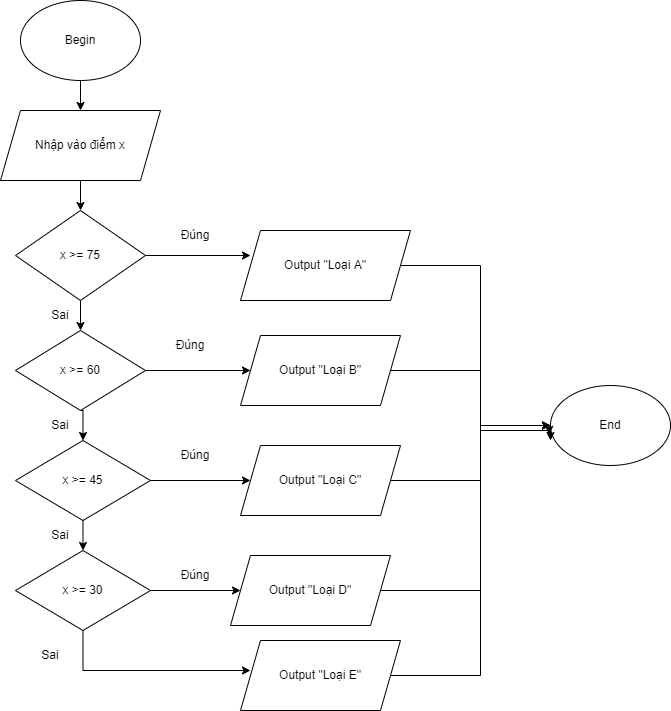 Begin
Nhập vào điểm x
x >= 75
Đúng
Output "Loại A"
Sai
x >= 60
Đúng
Output "Loại B"
End
Sai
x >= 45
Đúng
Output "Loại C"
Sai
x >= 30
Đúng
Output "Loại D"
Sai
Output "Loại E"